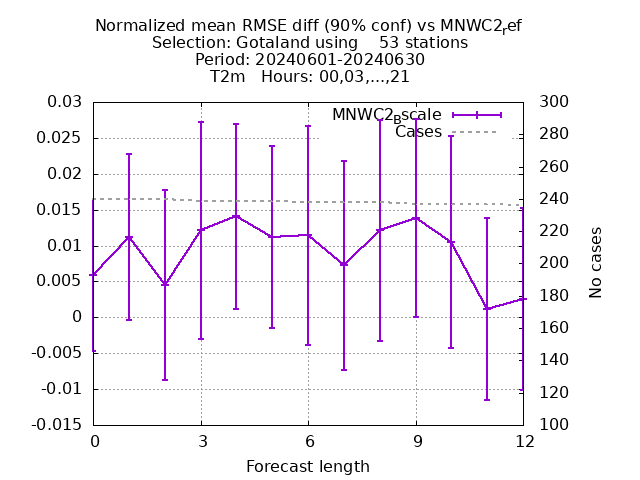 Normalized mean RMSE diff (90% conf) vs MNWC2ref
Selection: Gotaland using    53 stations
Period: 20240601-20240630
T2m   Hours: 00,03,...,21
MNWC2Bscale
Cases
0.03
0.025
0.02
0.015
0.01
0.005
0
-0.005
-0.01
-0.015
300
280
260
240
220
200
180
160
140
120
100
No cases
0 3 6 9 12
Forecast length